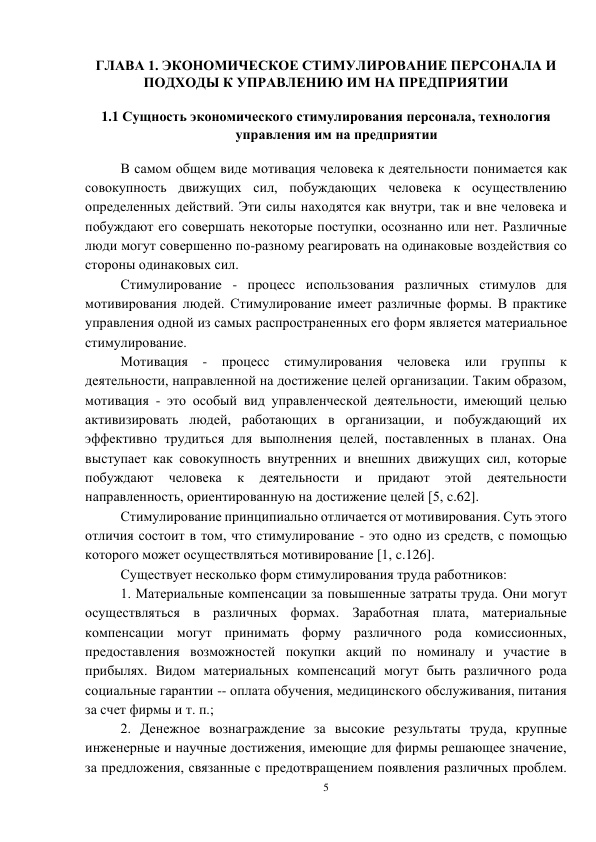 ГЛАВА 1. ЭКОНОМИЧЕСКОЕ СТИМУЛИРОВАНИЕ ПЕРСОНАЛА И
ПОДХОДЫ К УПРАВЛЕНИЮ ИМ НА ПРЕДПРИЯТИИ
1.1 Сущность экономического стимулирования персонала, технология
управления им на предприятии
В самом общем виде мотивация человека к деятельности понимается как
совокупность движущих сил, побуждающих человека к осуществлению
определенных действий. Эти силы находятся как внутри, так и вне человека и
побуждают его совершать некоторые поступки, осознанно или нет. Различные
люди могут совершенно по-разному реагировать на одинаковые воздействия со
стороны одинаковых сил.
Стимулирование - процесс использования различных стимулов для
мотивирования людей. Стимулирование имеет различные формы. В практике
управления одной из самых распространенных его форм является материальное
стимулирование.
Мотивация - процесс стимулирования человека или группы к
деятельности, направленной на достижение целей организации. Таким образом,
мотивация - это особый вид управленческой деятельности, имеющий целью
активизировать людей, работающих в организации, и побуждающий их
эффективно трудиться для выполнения целей, поставленных в планах. Она
выступает как совокупность внутренних и внешних движущих сил, которые
побуждают человека к деятельности и придают этой деятельности
направленность, ориентированную на достижение целей [5, с.62].
Стимулирование принципиально отличается от мотивирования. Суть этого
отличия состоит в том, что стимулирование - это одно из средств, с помощью
которого может осуществляться мотивирование [1, с.126].
Существует несколько форм стимулирования труда работников:
1. Материальные компенсации за повышенные затраты труда. Они могут
осуществляться в различных формах. Заработная плата, материальные
компенсации могут принимать форму различного рода комиссионных,
предоставления возможностей покупки акций по номиналу и участие в
прибылях. Видом материальных компенсаций могут быть различного рода
социальные гарантии -- оплата обучения, медицинского обслуживания, питания
за счет фирмы и т. п.;
2. Денежное вознаграждение за высокие результаты труда, крупные
инженерные и научные достижения, имеющие для фирмы решающее значение,
за предложения, связанные с предотвращением появления различных проблем.
5